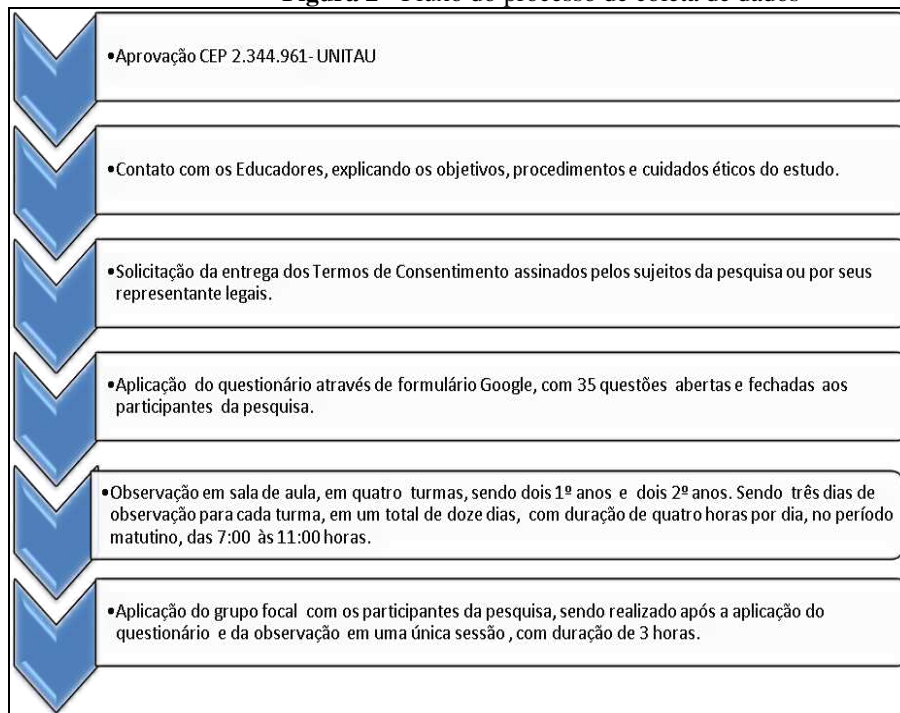 •Aprovação CEP 2.344.961- UNITAU
•Contato com os Educadores, explicando os objetivos, procedimentos e cuidados éticos do estudo.
•Solicitação da entrega dos Termos de Consentimento assinados pelos sujeitos da pesquisa ou por seus
representante legais.
•Aplicação do questionário através de formulário Google, com 35 questões abertas e fechadas aos
participantes da pesquisa.
•Observação em sala de aula, em quatro turmas, sendo dois 1º anos e dois 2º anos. Sendo três dias de
observação para cada turma, em um total de doze dias, com duração de quatro horas por dia, no período
matutino, das 7:00 às 11:00 horas.
•Aplicação do grupo focal com os participantes da pesquisa, sendo realizado após a aplicação do
questionário e da observação em uma única sessão , com duração de 3 horas.